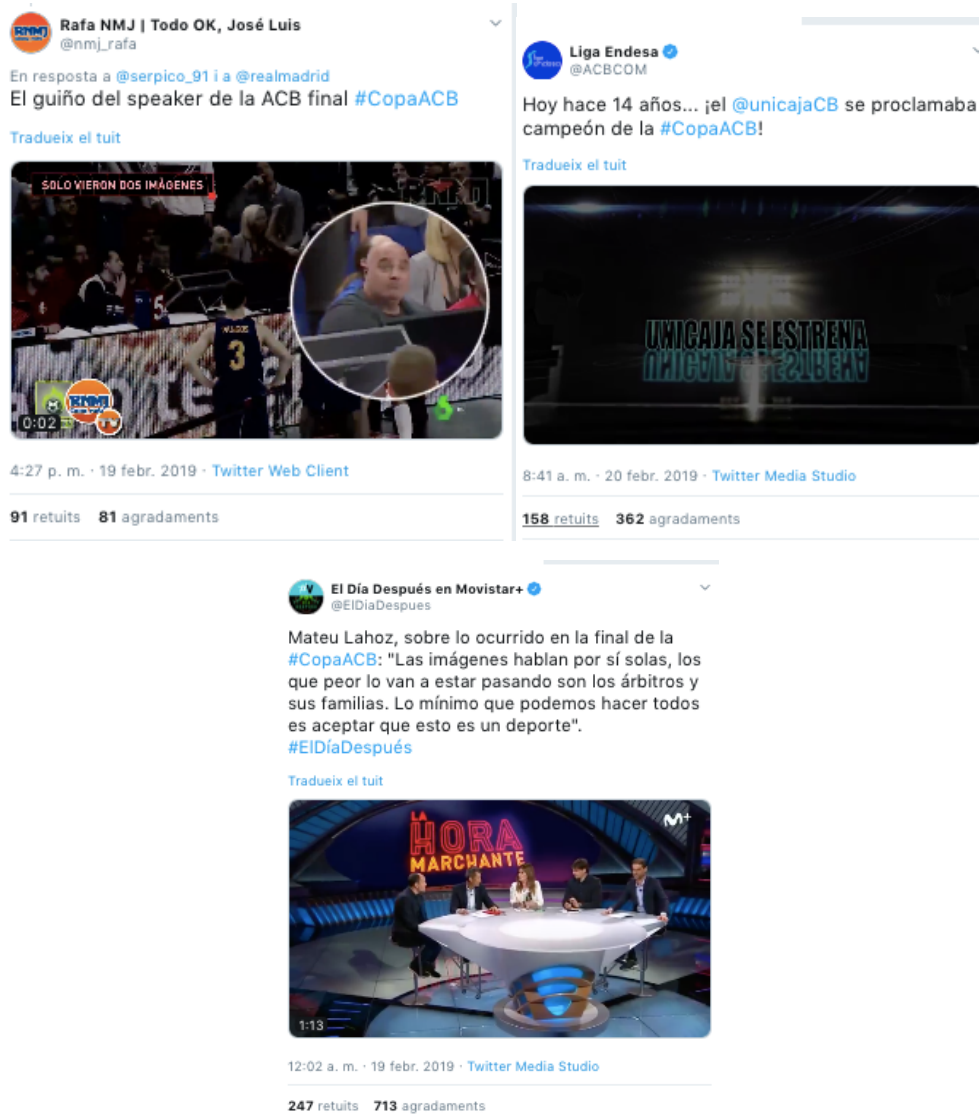 Rafa NMJ | Todo OK, José Luis
@nmj_rafa
En resposta a @serpico_91 i a @realmadrid
El guiño del speaker de la ACB final #CopaACB
Tradueix el tuit
SOLO VIERON DOS IMÁGENES
3
0:02
4:27 p. m. · 19 febr. 2019 · Twitter Web Client
91 retuits 81 agradaments
Liga Endesa
@ACBCOM
Hoy hace 14 años... ¡el @unicajaCB se proclamaba
campeón de la #CopaACB!
Tradueix el tuit
UNICAJA SE ESTRENA
8:41 a. m. · 20 febr. 2019 · Twitter Media Studio
158 retuits 362 agradaments
El Día Después en Movistar+
@ElDiaDespues
Mateu Lahoz, sobre lo ocurrido en la final de la
#CopaACB: "Las imágenes hablan por sí solas, los
que peor lo van a estar pasando son los árbitros y
sus familias. Lo mínimo que podemos hacer todos
es aceptar que esto es un deporte".
#ElDíaDespués
Tradueix el tuit
M+
LA
HORA
MARCHANTE
1:13
12:02 a. m. · 19 febr. 2019 · Twitter Media Studio
247 retuits 713 agradaments